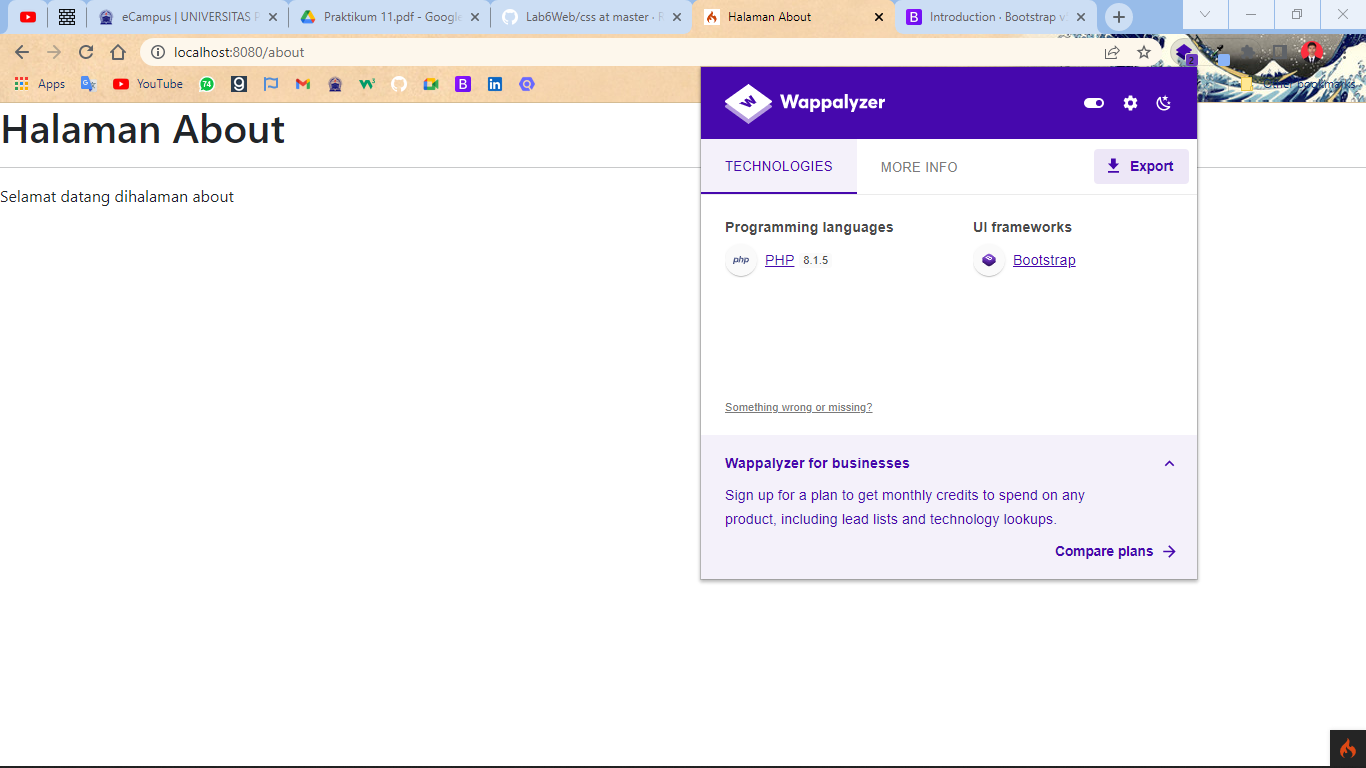 eCampus | UNIVERSITAS P
Praktikum 11.pdf - Google
Lab6Web/css at master · R
Halaman About
Introduction · Bootstrap v
localhost:8080/about
2
Apps
YouTube
74
Other bookmarks
Halaman About
Selamat datang dihalaman about
Wappalyzer
TECHNOLOGIES
MORE INFO
Export
Programming languages
UI frameworks
php
PHP 8.1.5
Bootstrap
Something wrong or missing?
Wappalyzer for businesses
Sign up for a plan to get monthly credits to spend on any
product, including lead lists and technology lookups.
Compare plans